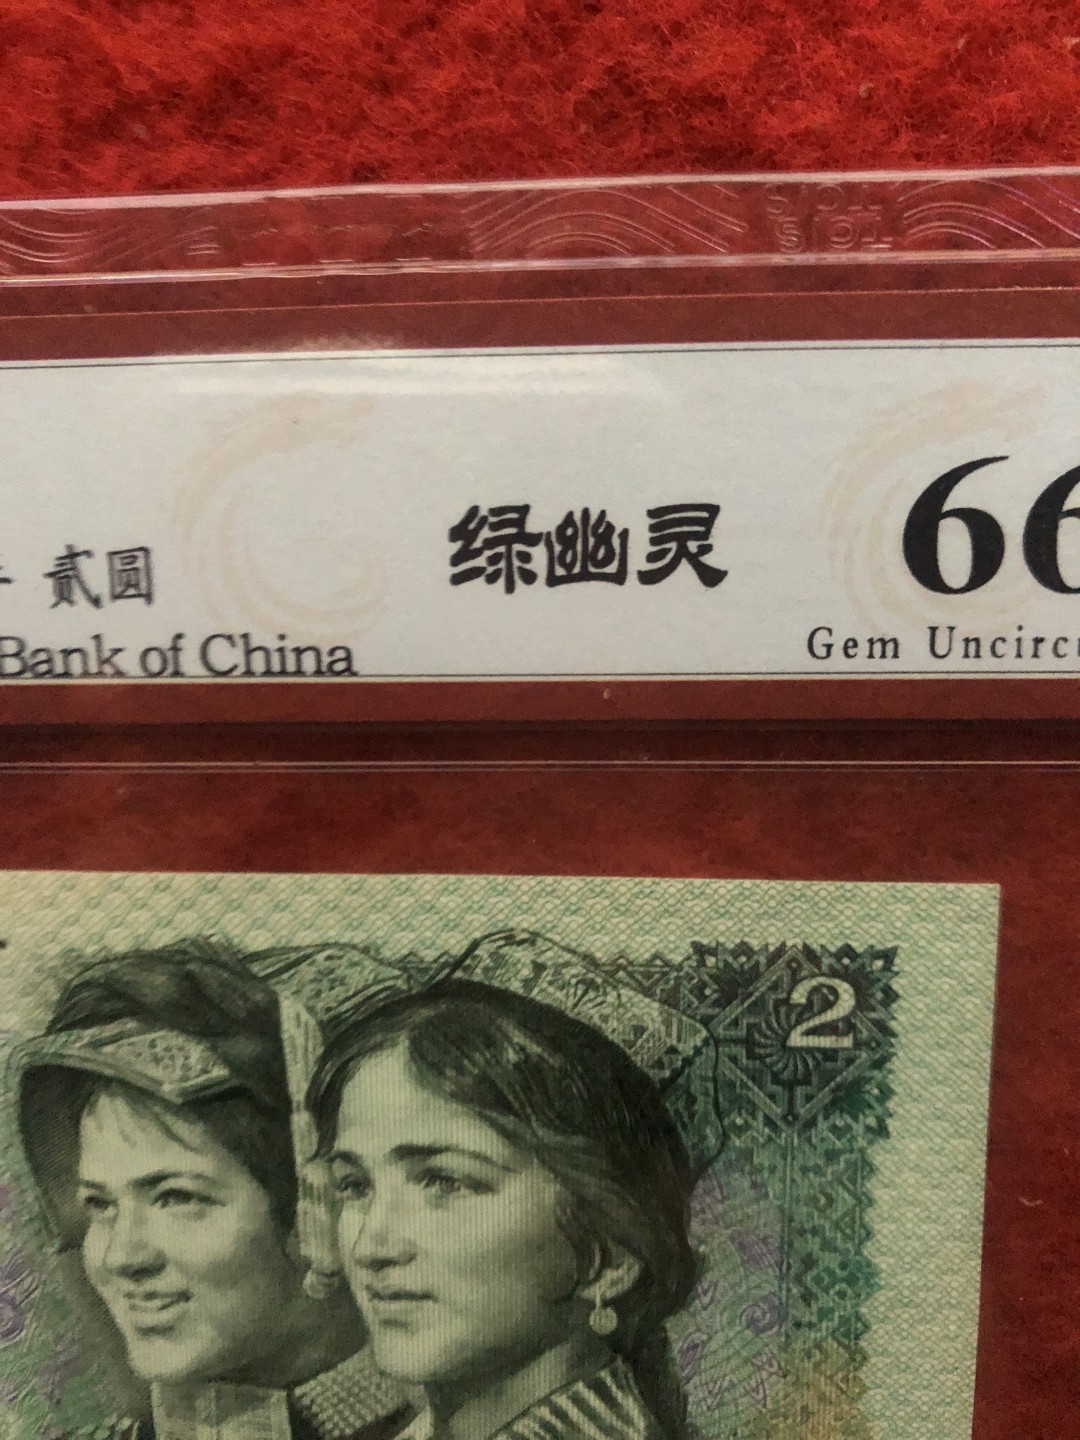 贰圆
Bank of China
绿幽灵
66
Gem Uncircu
2